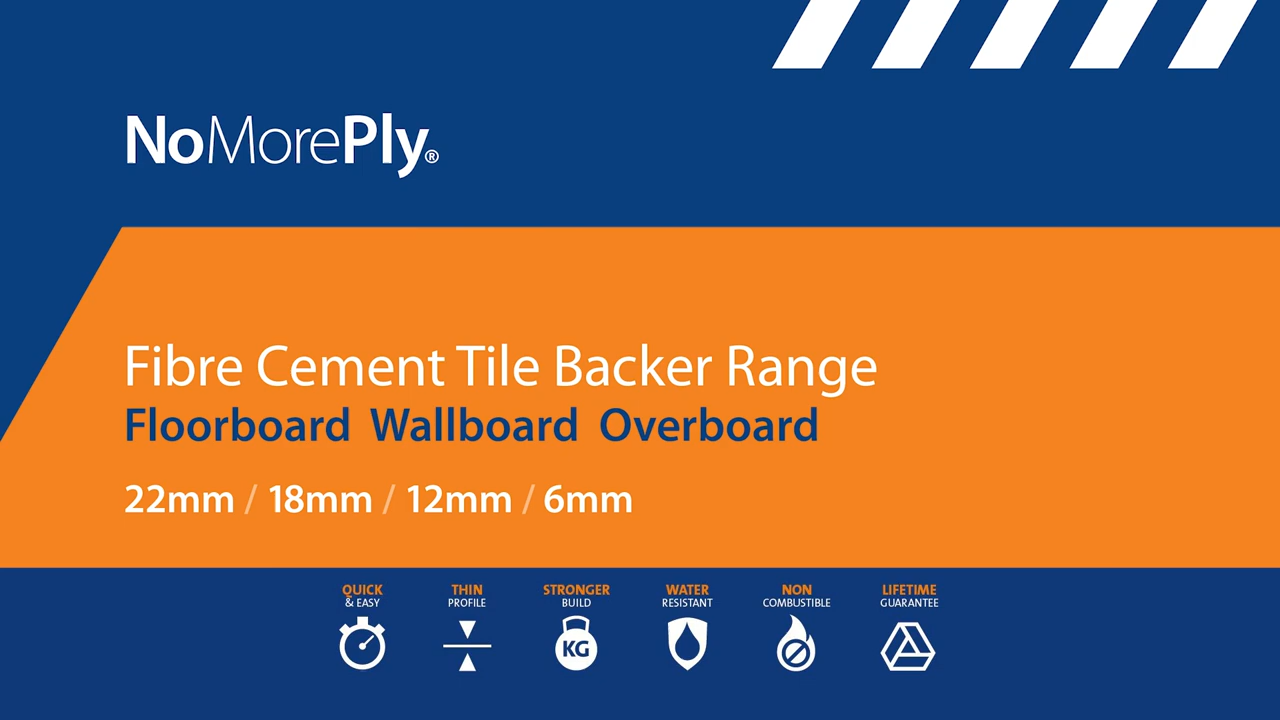 NoMorePly®
Fibre Cement Tile Backer Range
Floorboard Wallboard Overboard
22mm / 18mm / 12mm / 6mm
QUICK
& EASY
THIN
PROFILE
STRONGER
BUILD
KG
WATER
RESISTANT
NON
COMBUSTIBLE
LIFETIME
GUARANTEE